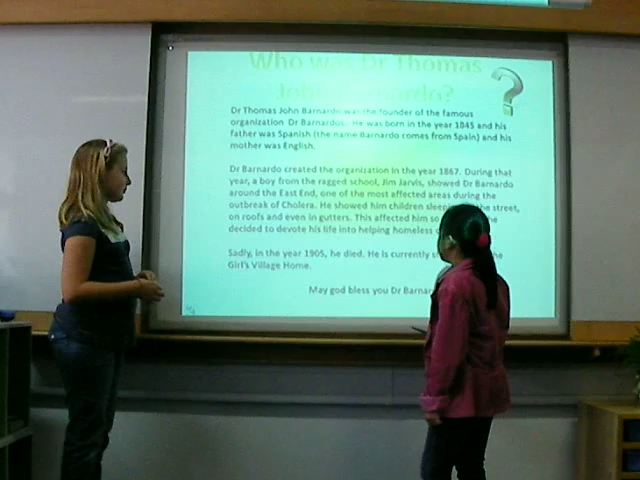 Who was Dr Thomas
John Barnardo?
Dr Thomas John Barnardo was the founder of the famous
organization Dr Barnardos. He was born in the year 1845 and his
father was Spanish (the name Barnardo comes from Spain) and his
mother was English.
Dr Barnardo created the organization in the year 1867. During that
year, a boy from the ragged school, Jim Jarvis, showed Dr Barnardo
around the East End, one of the most affected areas during the
outbreak of Cholera. He showed him children sleeping the street,
on roofs and even in gutters. This affected him so
decided to devote his life into helping homeless
Sadly, in the year 1905, he died. He is currently
Girl's Village Home.
May god bless you Dr